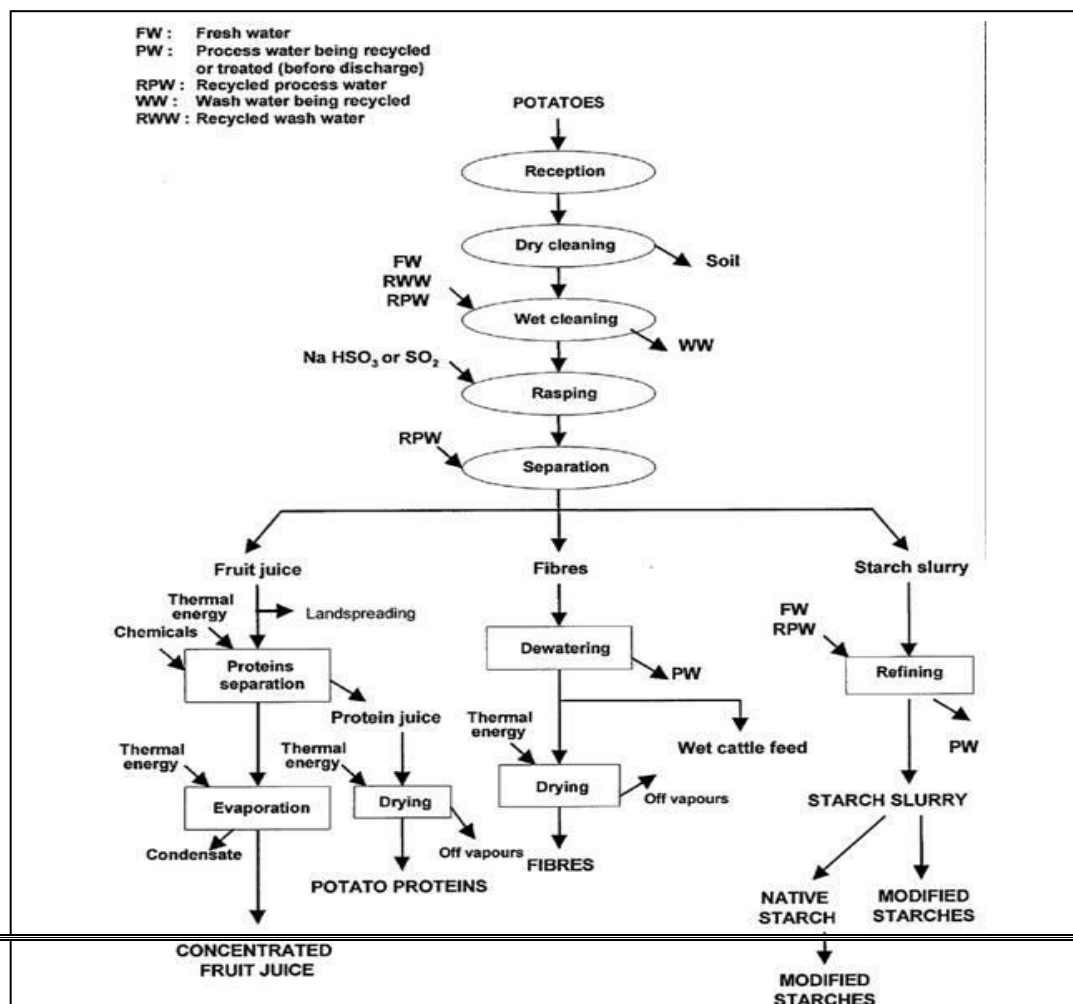 FW : Fresh water
PW : Process water being recycled
or treated (before discharge)
RPW : Recycled process water
WW : Wash water being recycled
RWW : Recycled wash water
POTATOES
Reception
Dry cleaning
Soil
FW
RWW
RPW
Wet cleaning
WW
Na HSO₃ or SO₂
Rasping
RPW
Separation
Fruit juice
Fibres
Starch slurry
Thermal
energy
Landspreading
Chemicals
Proteins
separation
Dewatering
PW
FW
RPW
Refining
PW
Protein juice
Thermal
energy
Wet cattle feed
Thermal
energy
Evaporation
Condensate
Thermal
energy
Drying
Off vapours
Drying
Off vapours
STARCH SLURRY
POTATO PROTEINS
FIBRES
NATIVE
STARCH
MODIFIED
STARCHES
CONCENTRATED
FRUIT JUICE
MODIFIED
STARCHES